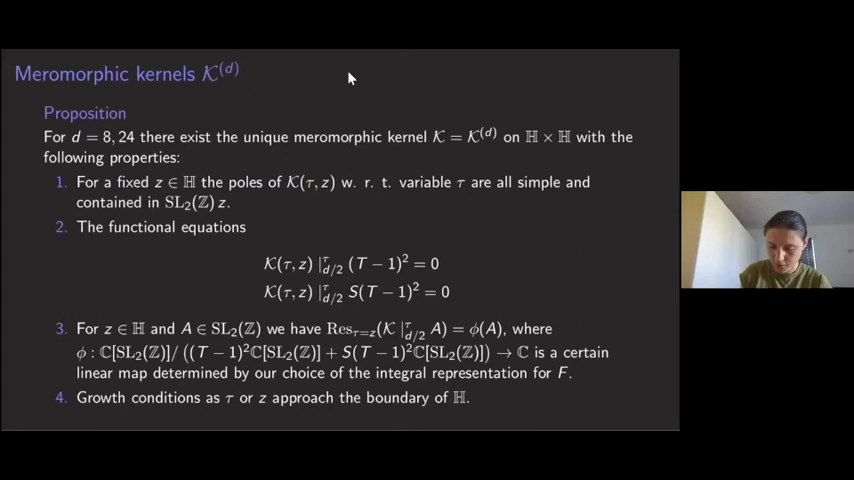 Meromorphic kernels 𝒦^(d)
Proposition
For d = 8, 24 there exist the unique meromorphic kernel 𝒦 = 𝒦^(d) on ℍ × ℍ with the
following properties:
1. For a fixed z ∈ ℍ the poles of 𝒦(τ, z) w. r. t. variable τ are all simple and
contained in SL₂(ℤ) z.
2. The functional equations
𝒦(τ, z) |^τ_{d/2} (T − 1)² = 0
𝒦(τ, z) |^τ_{d/2} S(T − 1)² = 0
3. For z ∈ ℍ and A ∈ SL₂(ℤ) we have Res_{τ=z}(𝒦 |^τ_{d/2} A) = ϕ(A), where
ϕ : ℂ[SL₂(ℤ)]/ ((T − 1)²ℂ[SL₂(ℤ)] + S(T − 1)²ℂ[SL₂(ℤ)]) → ℂ is a certain
linear map determined by our choice of the integral representation for F.
4. Growth conditions as τ or z approach the boundary of ℍ.